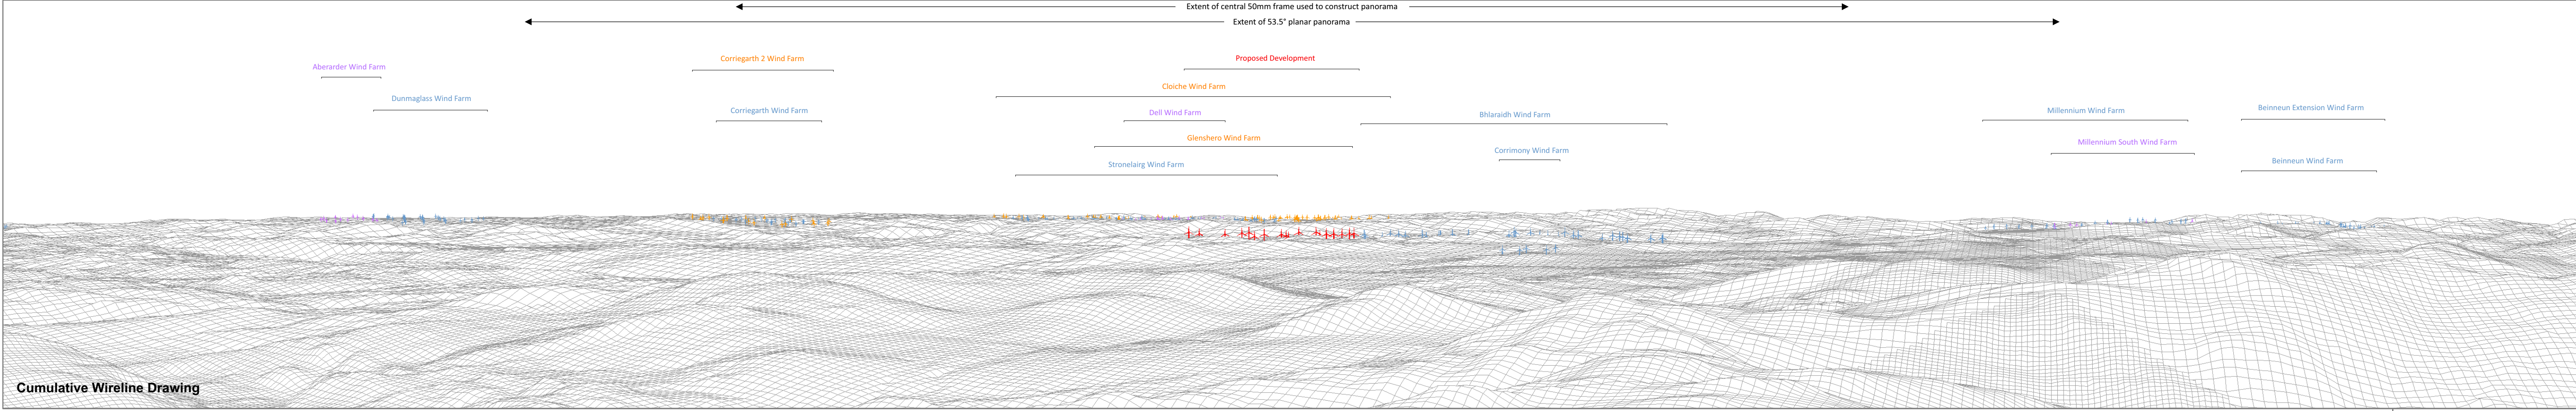 Extent of central 50mm frame used to construct panorama
Extent of 53.5° planar panorama
Aberarder Wind Farm
Dunmaglass Wind Farm
Corriegarth 2 Wind Farm
Corriegarth Wind Farm
Proposed Development
Cloiche Wind Farm
Dell Wind Farm
Glenshero Wind Farm
Stronelairg Wind Farm
Bhlaraidh Wind Farm
Corrimony Wind Farm
Millennium Wind Farm
Millennium South Wind Farm
Beinneun Extension Wind Farm
Beinneun Wind Farm
Cumulative Wireline Drawing